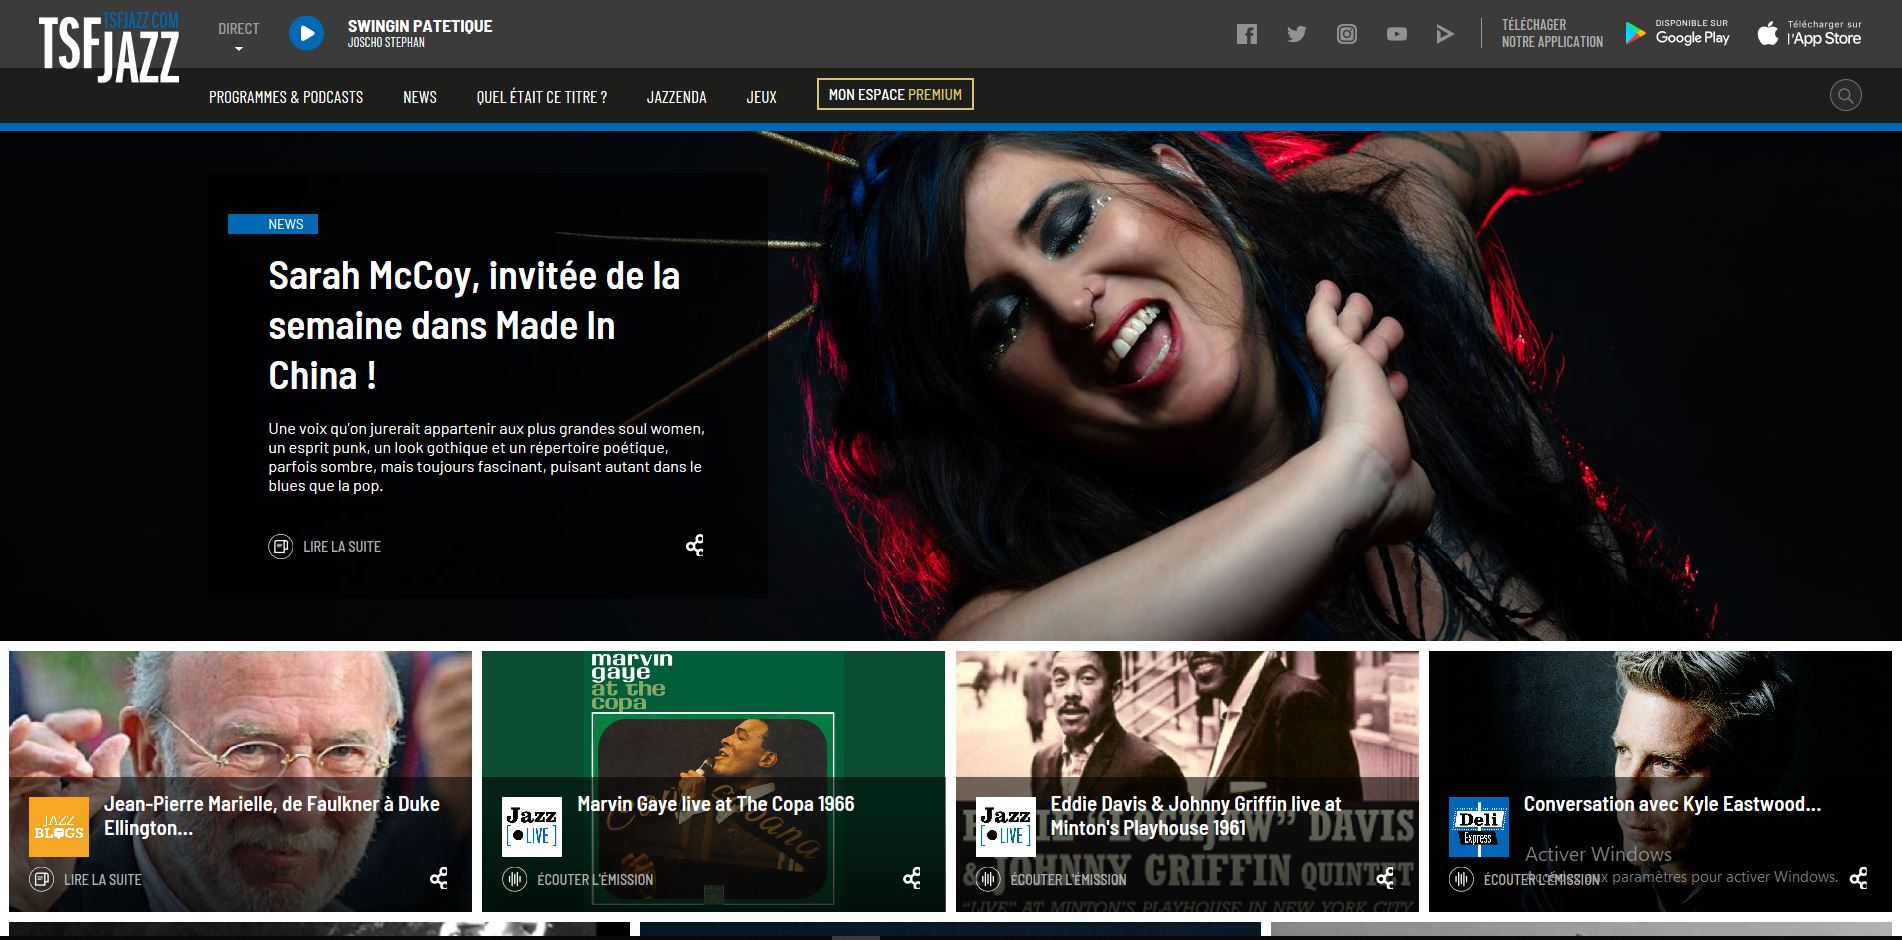 TSFJAZZ.COM
TSFJAZZ
DIRECT
SWINGIN PATETIQUE
JOSCHO STEPHAN
TÉLÉCHAGER
NOTRE APPLICATION
DISPONIBLE SUR
Google Play
Télécharger sur
l'App Store
PROGRAMMES & PODCASTS
NEWS
QUEL ÉTAIT CE TITRE ?
JAZZENDA
JEUX
MON ESPACE PREMIUM
NEWS
Sarah McCoy, invitée de la
semaine dans Made In
China !
Une voix qu'on jurerait appartenir aux plus grandes soul women,
un esprit punk, un look gothique et un répertoire poétique,
parfois sombre, mais toujours fascinant, puisant autant dans le
blues que la pop.
LIRE LA SUITE
JAZZ
BLOGS
Jean-Pierre Marielle, de Faulkner à Duke
Ellington...
LIRE LA SUITE
marvin
gaye
at the
copa
Jazz
[● LIVE]
Marvin Gaye live at The Copa 1966
ÉCOUTER L'ÉMISSION
Jazz
[● LIVE]
Eddie Davis & Johnny Griffin live at
Minton's Playhouse 1961
DAVIS
& JOHNNY GRIFFIN QUINTET
"LIVE" AT MINTON'S PLAYHOUSE IN NEW YORK CITY
ÉCOUTER L'ÉMISSION
Deli
Express
Conversation avec Kyle Eastwood...
ÉCOUTER L'ÉMISSION
Activer Windows
aux paramètres pour activer Windows.